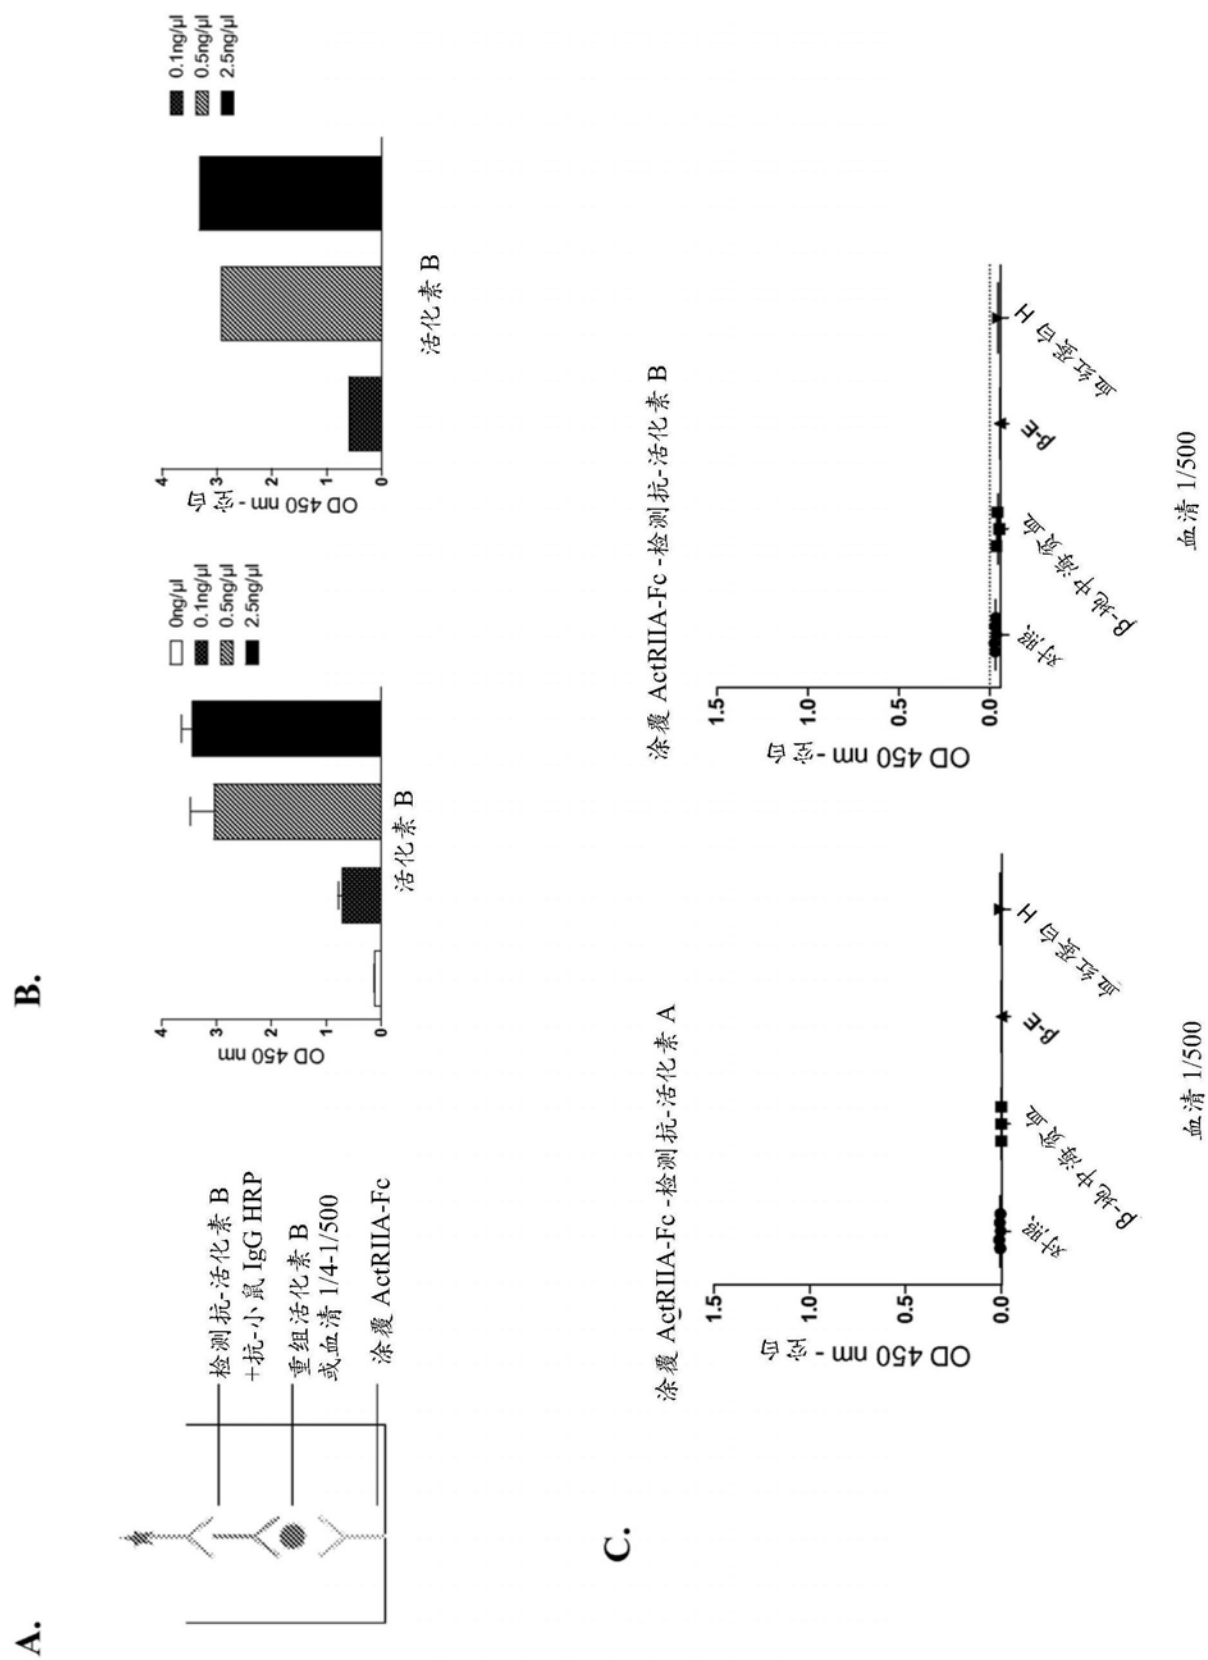 A.
检测抗-活化素 B
+抗-小鼠 IgG HRP
重组活化素 B
或血清 1/4-1/500
涂覆 ActRIIA-Fc
B.
OD 450 nm
4
3
2
1
0
活化素 B
0ng/μl
0.1ng/μl
0.5ng/μl
2.5ng/μl
OD 450 nm - 空白
4
3
2
1
0
活化素 B
0.1ng/μl
0.5ng/μl
2.5ng/μl
C.
涂覆 ActRIIA-Fc -检测抗-活化素 A
OD 450 nm - 空白
1.5
1.0
0.5
0.0
对照
β-地中海贫血
β-E
血红蛋白 H
血清 1/500
涂覆 ActRIIA-Fc -检测抗-活化素 B
OD 450 nm - 空白
1.5
1.0
0.5
0.0
对照
β-地中海贫血
β-E
血红蛋白 H
血清 1/500